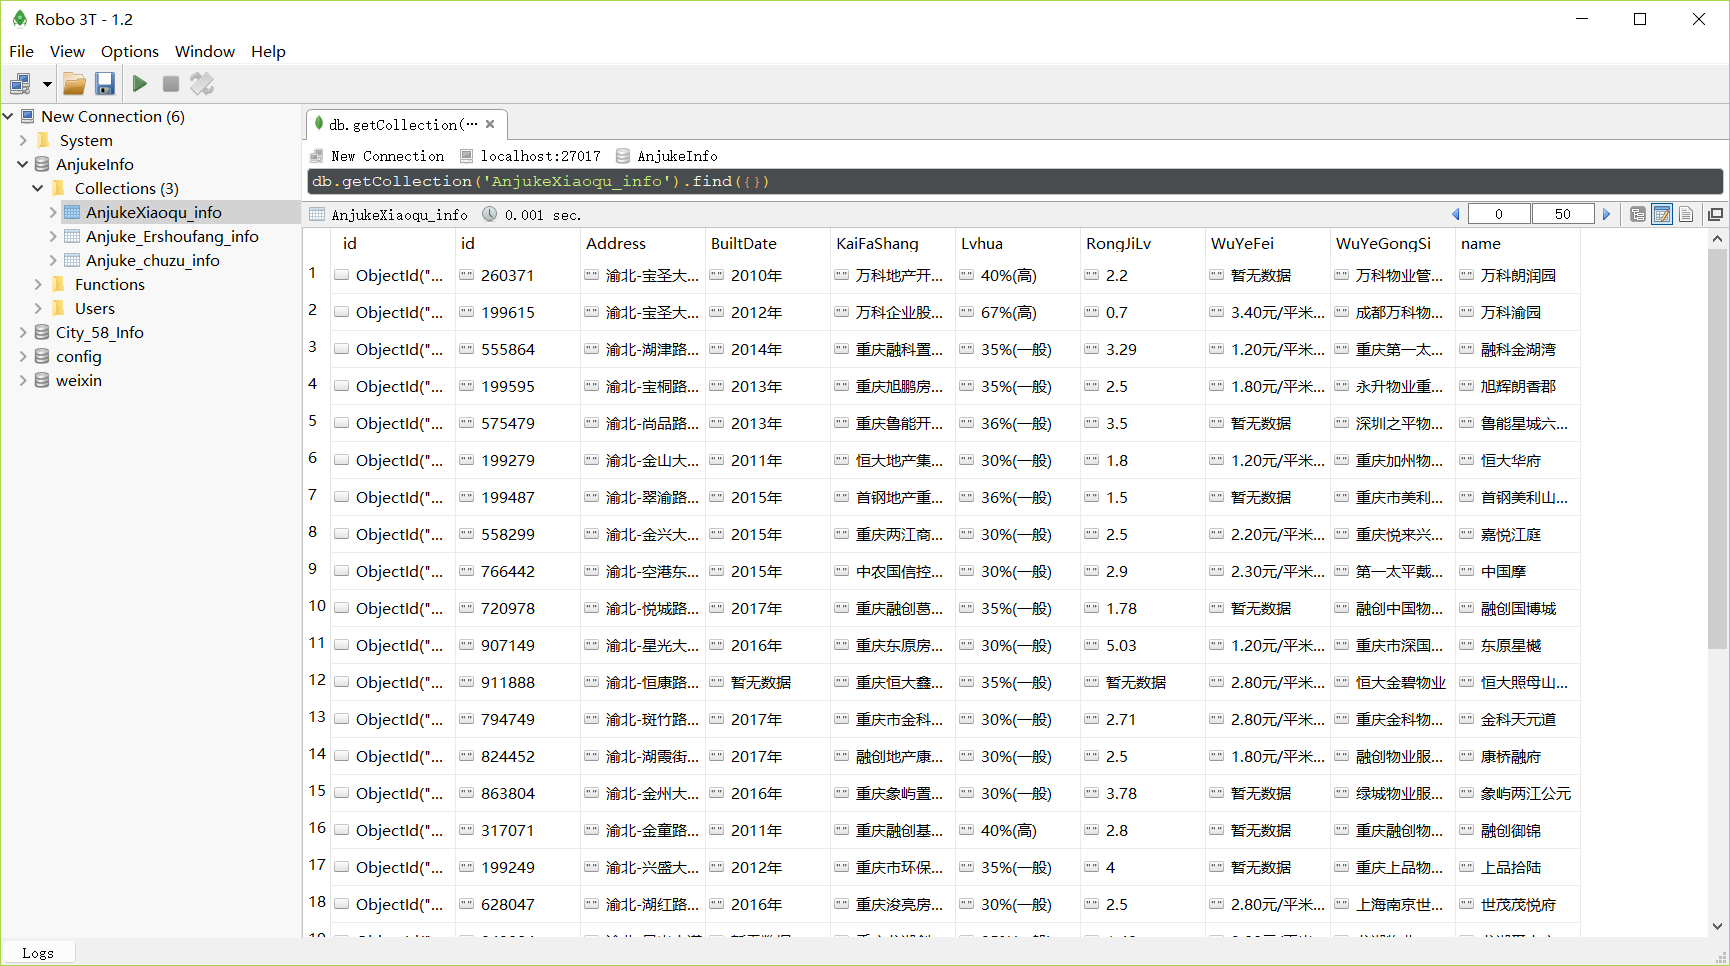 Robo 3T - 1.2
File View Options Window Help
New Connection (6)
System
AnjukeInfo
Collections (3)
AnjukeXiaoqu_info
Anjuke_Ershoufang_info
Anjuke_chuzu_info
Functions
Users
City_58_Info
config
weixin
db.getCollection(···
New Connection localhost:27017 AnjukeInfo
db.getCollection('AnjukeXiaoqu_info').find({})
AnjukeXiaoqu_info 0.001 sec. 0 50
id id Address BuiltDate KaiFaShang Lvhua RongJiLv WuYeFei WuYeGongSi name
1 ObjectId("... 260371 渝北-宝圣大... 2010年 万科地产开... 40%(高) 2.2 暂无数据 万科物业管... 万科朗润园
2 ObjectId("... 199615 渝北-宝圣大... 2012年 万科企业股... 67%(高) 0.7 3.40元/平米... 成都万科物... 万科渝园
3 ObjectId("... 555864 渝北-湖津路... 2014年 重庆融科置... 35%(一般) 3.29 1.20元/平米... 重庆第一太... 融科金湖湾
4 ObjectId("... 199595 渝北-宝桐路... 2013年 重庆旭鹏房... 35%(一般) 2.5 1.80元/平米... 永升物业重... 旭辉朗香郡
5 ObjectId("... 575479 渝北-尚品路... 2013年 重庆鲁能开... 36%(一般) 3.5 暂无数据 深圳之平物... 鲁能星城六...
6 ObjectId("... 199279 渝北-金山大... 2011年 恒大地产集... 30%(一般) 1.8 1.20元/平米... 重庆加州物... 恒大华府
7 ObjectId("... 199487 渝北-翠渝路... 2015年 首钢地产重... 36%(一般) 1.5 暂无数据 重庆市美利... 首钢美利山...
8 ObjectId("... 558299 渝北-金兴大... 2015年 重庆两江商... 30%(一般) 2.5 2.20元/平米... 重庆悦来兴... 嘉悦江庭
9 ObjectId("... 766442 渝北-空港东... 2015年 中农国信控... 30%(一般) 2.9 2.30元/平米... 第一太平戴... 中国摩
10 ObjectId("... 720978 渝北-悦城路... 2017年 重庆融创葛... 35%(一般) 1.78 暂无数据 融创中国物... 融创国博城
11 ObjectId("... 907149 渝北-星光大... 2016年 重庆东原房... 30%(一般) 5.03 1.20元/平米... 重庆市深国... 东原星樾
12 ObjectId("... 911888 渝北-恒康路... 暂无数据 重庆恒大鑫... 35%(一般) 暂无数据 2.80元/平米... 恒大金碧物业 恒大照母山...
13 ObjectId("... 794749 渝北-斑竹路... 2017年 重庆市金科... 30%(一般) 2.71 2.80元/平米... 重庆金科物... 金科天元道
14 ObjectId("... 824452 渝北-湖霞街... 2017年 融创地产康... 30%(一般) 2.5 1.80元/平米... 融创物业服... 康桥融府
15 ObjectId("... 863804 渝北-金州大... 2016年 重庆象屿置... 30%(一般) 3.78 暂无数据 绿城物业服... 象屿两江公元
16 ObjectId("... 317071 渝北-金童路... 2011年 重庆融创基... 40%(高) 2.8 暂无数据 重庆融创物... 融创御锦
17 ObjectId("... 199249 渝北-兴盛大... 2012年 重庆市环保... 35%(一般) 4 暂无数据 重庆上品物... 上品拾陆
18 ObjectId("... 628047 渝北-湖红路... 2016年 重庆浚亮房... 30%(一般) 2.5 2.80元/平米... 上海南京世... 世茂茂悦府
Logs